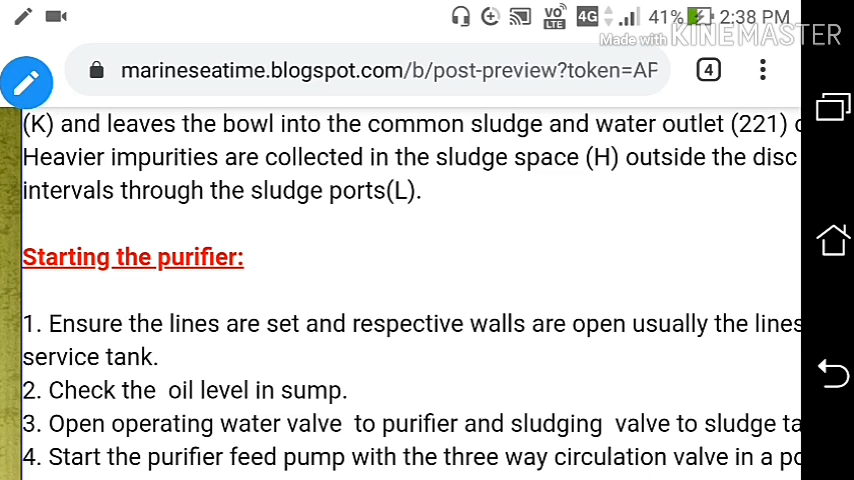 VO
LTE
4G
41%
2:38 PM
Made with KINEMASTER
marineseatime.blogspot.com/b/post-preview?token=AF
4
(K) and leaves the bowl into the common sludge and water outlet (221)
Heavier impurities are collected in the sludge space (H) outside the disc
intervals through the sludge ports(L).
Starting the purifier:
1. Ensure the lines are set and respective walls are open usually the lines
service tank.
2. Check the oil level in sump.
3. Open operating water valve to purifier and sludging valve to sludge
4. Start the purifier feed pump with the three way circulation valve in a